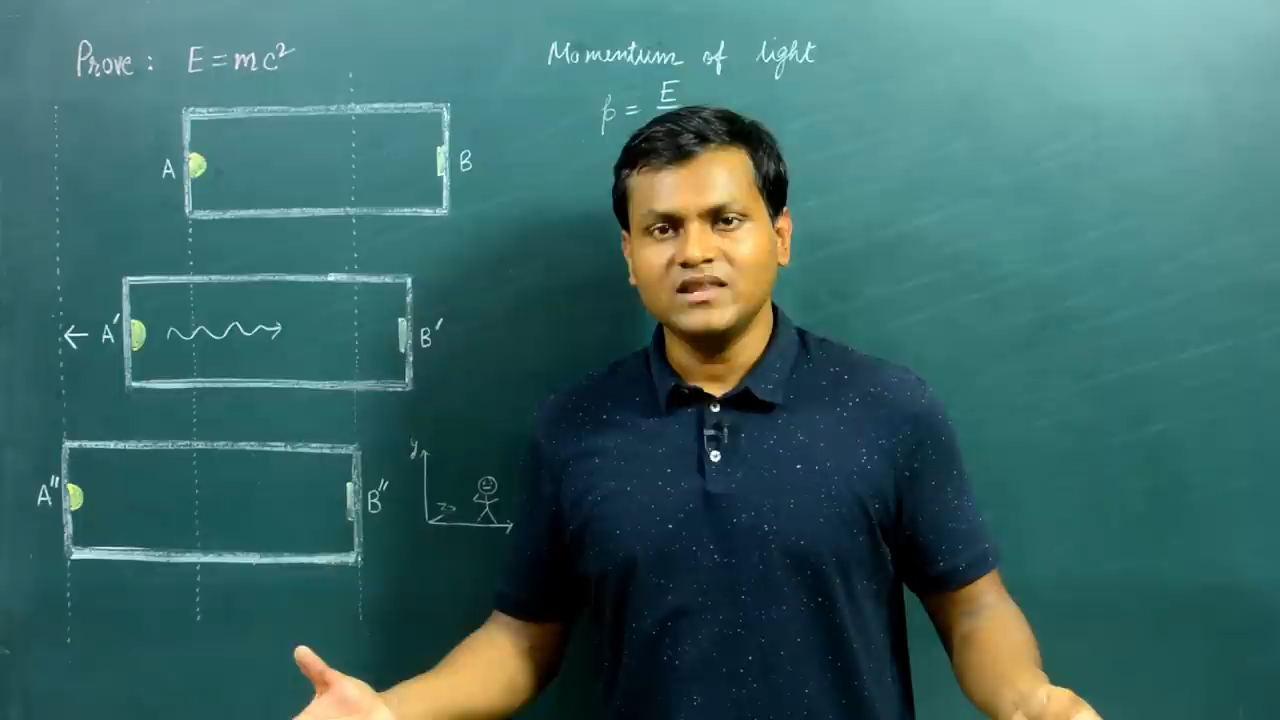 Prove : E = mc²
Momentum of light
p = E
A
B
A′
B′
y
A″
B″